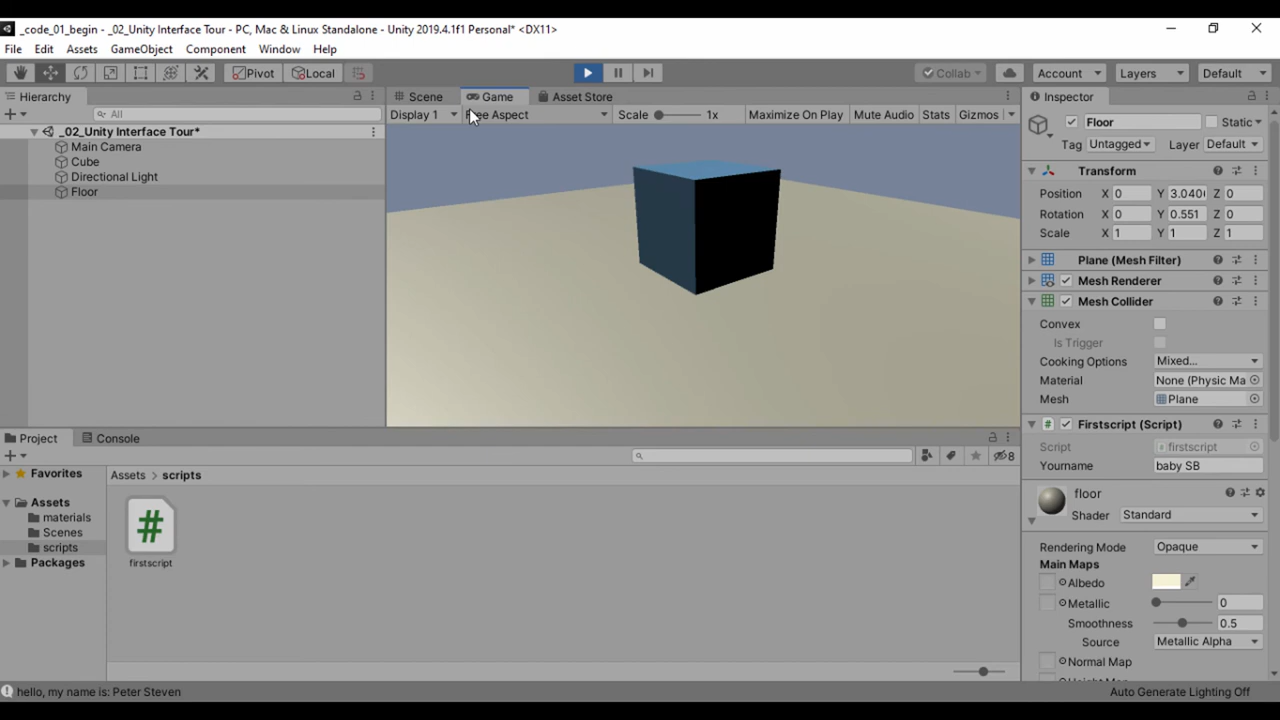 _code_01_begin - _02_Unity Interface Tour - PC, Mac & Linux Standalone - Unity 2019.4.1f1 Personal* <DX11>
File Edit Assets GameObject Component Window Help
Pivot Local Collab Account Layers Default
Hierarchy
All
_02_Unity Interface Tour*
Main Camera
Cube
Directional Light
Floor
Scene Game Asset Store
Display 1 Aspect Scale 1x Maximize On Play Mute Audio Stats Gizmos
Inspector
Floor Static
Tag Untagged Layer Default
Transform
Position X 0 Y 3.040 Z 0
Rotation X 0 Y 0.551 Z 0
Scale X 1 Y 1 Z 1
Plane (Mesh Filter)
Mesh Renderer
Mesh Collider
Convex
Is Trigger
Cooking Options Mixed...
Material None (Physic Ma
Mesh Plane
Firstscript (Script)
Script firstscript
Yourname baby SB
floor
Shader Standard
Rendering Mode Opaque
Main Maps
Albedo
Metallic 0
Smoothness 0.5
Source Metallic Alpha
Normal Map
Project Console
8
Favorites
Assets
materials
Scenes
scripts
Packages
Assets > scripts
#
firstscript
hello, my name is: Peter Steven
Auto Generate Lighting Off